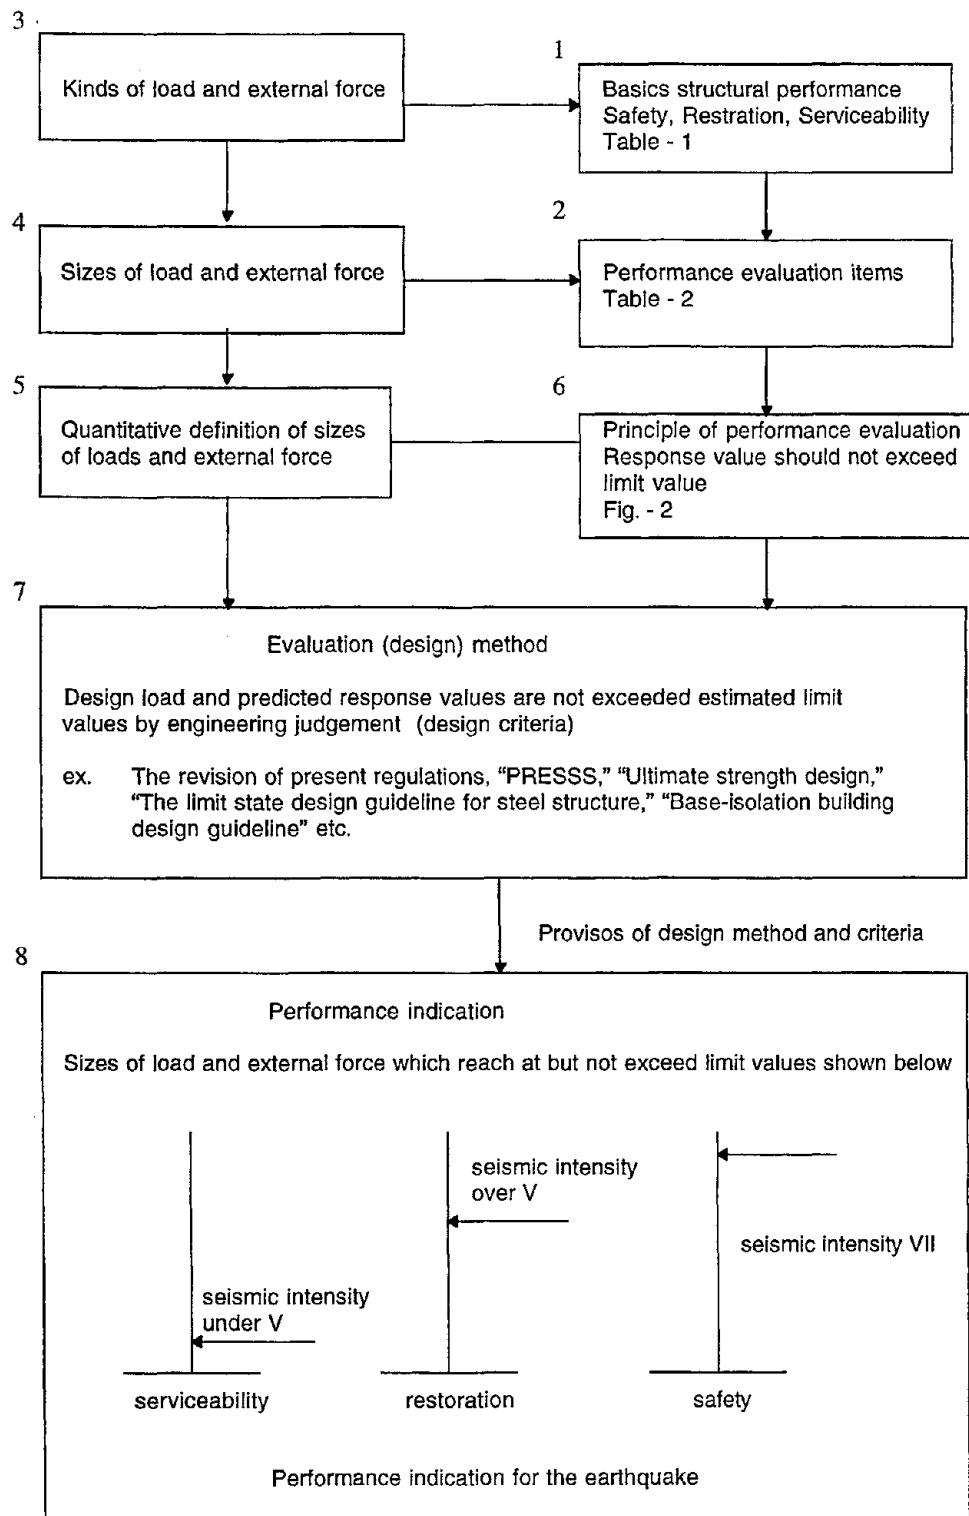 3
Kinds of load and external force
1
Basics structural performance
Safety, Restration, Serviceability
Table - 1
4
Sizes of load and external force
2
Performance evaluation items
Table - 2
5
Quantitative definition of sizes
of loads and external force
6
Principle of performance evaluation
Response value should not exceed
limit value
Fig. - 2
7
Evaluation (design) method
Design load and predicted response values are not exceeded estimated limit
values by engineering judgement (design criteria)
ex. The revision of present regulations, “PRESSS,” “Ultimate strength design,”
“The limit state design guideline for steel structure,” “Base-isolation building
design guideline” etc.
Provisos of design method and criteria
8
Performance indication
Sizes of load and external force which reach at but not exceed limit values shown below
seismic intensity
under V
serviceability
seismic intensity
over V
restoration
seismic intensity VII
safety
Performance indication for the earthquake